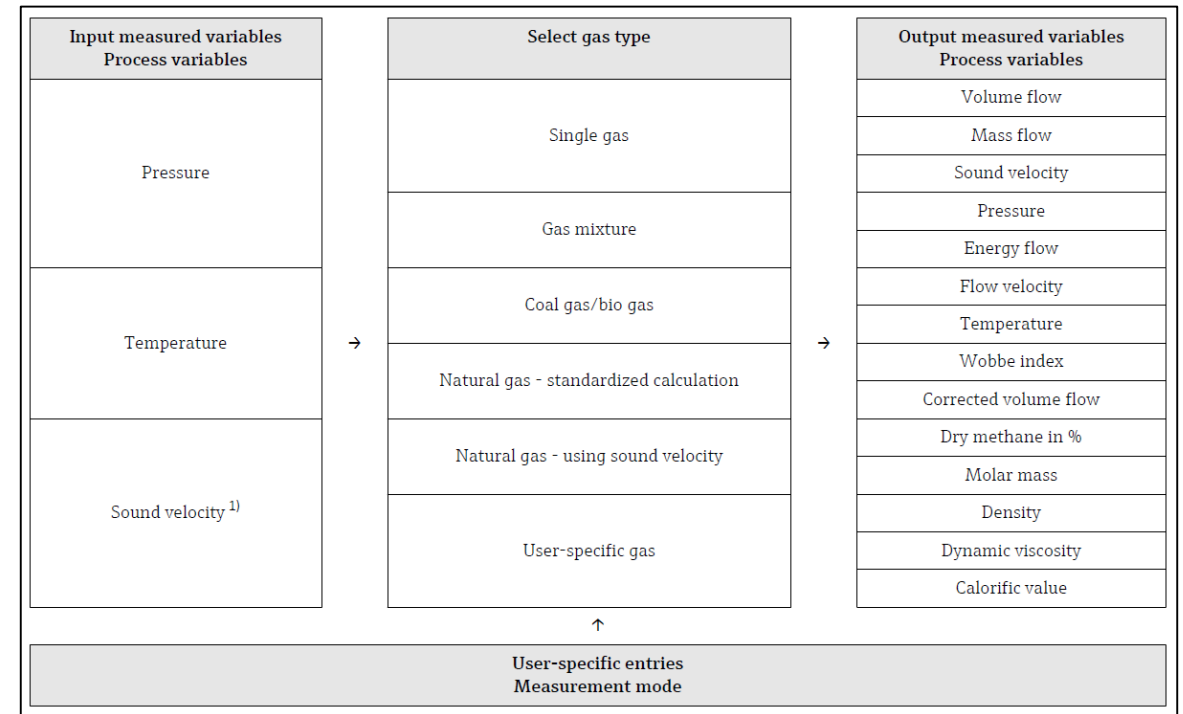 Input measured variables
Process variables
Pressure
Temperature
Sound velocity 1)
→
Select gas type
Single gas
Gas mixture
Coal gas/bio gas
Natural gas - standardized calculation
Natural gas - using sound velocity
User-specific gas
→
Output measured variables
Process variables
Volume flow
Mass flow
Sound velocity
Pressure
Energy flow
Flow velocity
Temperature
Wobbe index
Corrected volume flow
Dry methane in %
Molar mass
Density
Dynamic viscosity
Calorific value
↑
User-specific entries
Measurement mode